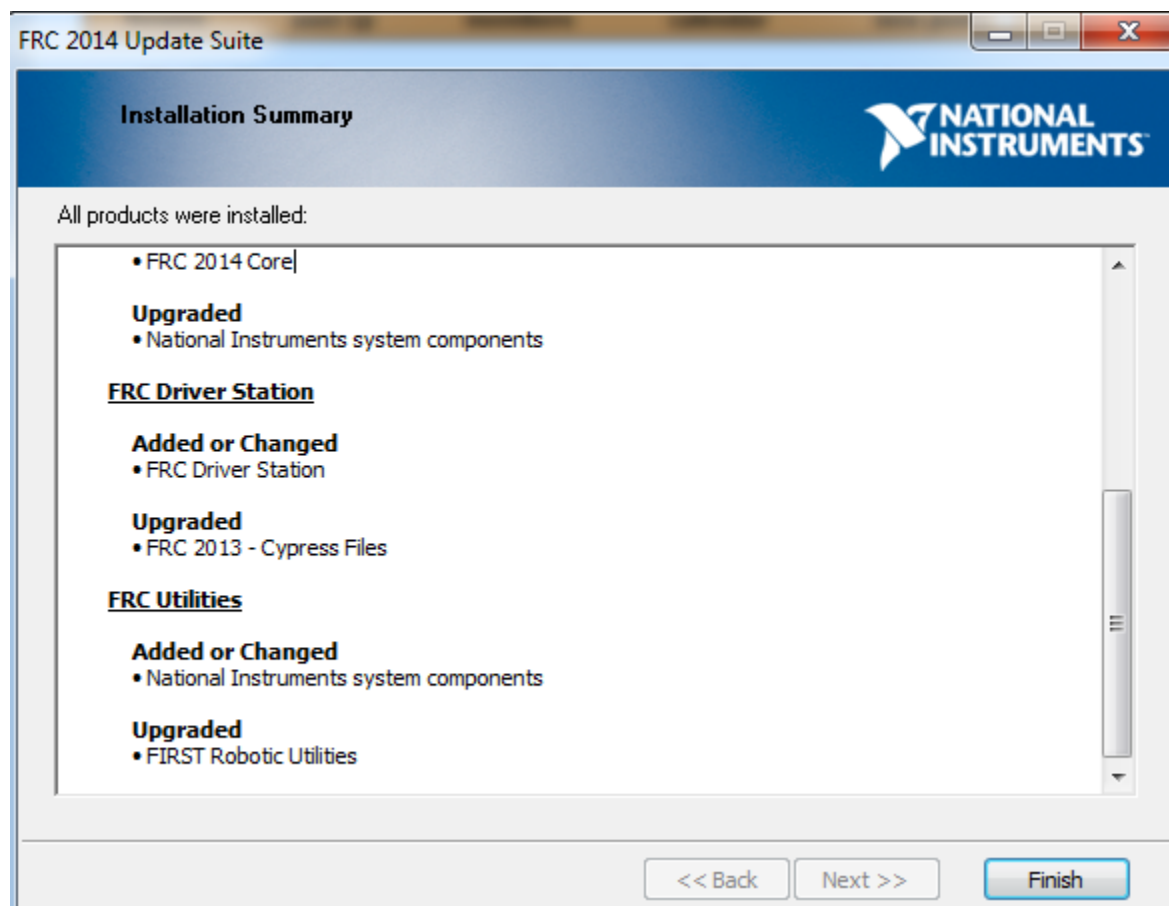 FRC 2014 Update Suite
Installation Summary
NATIONAL
INSTRUMENTS
All products were installed:
• FRC 2014 Core
Upgraded
• National Instruments system components
FRC Driver Station
Added or Changed
• FRC Driver Station
Upgraded
• FRC 2013 - Cypress Files
FRC Utilities
Added or Changed
• National Instruments system components
Upgraded
• FIRST Robotic Utilities
<< Back
Next >>
Finish